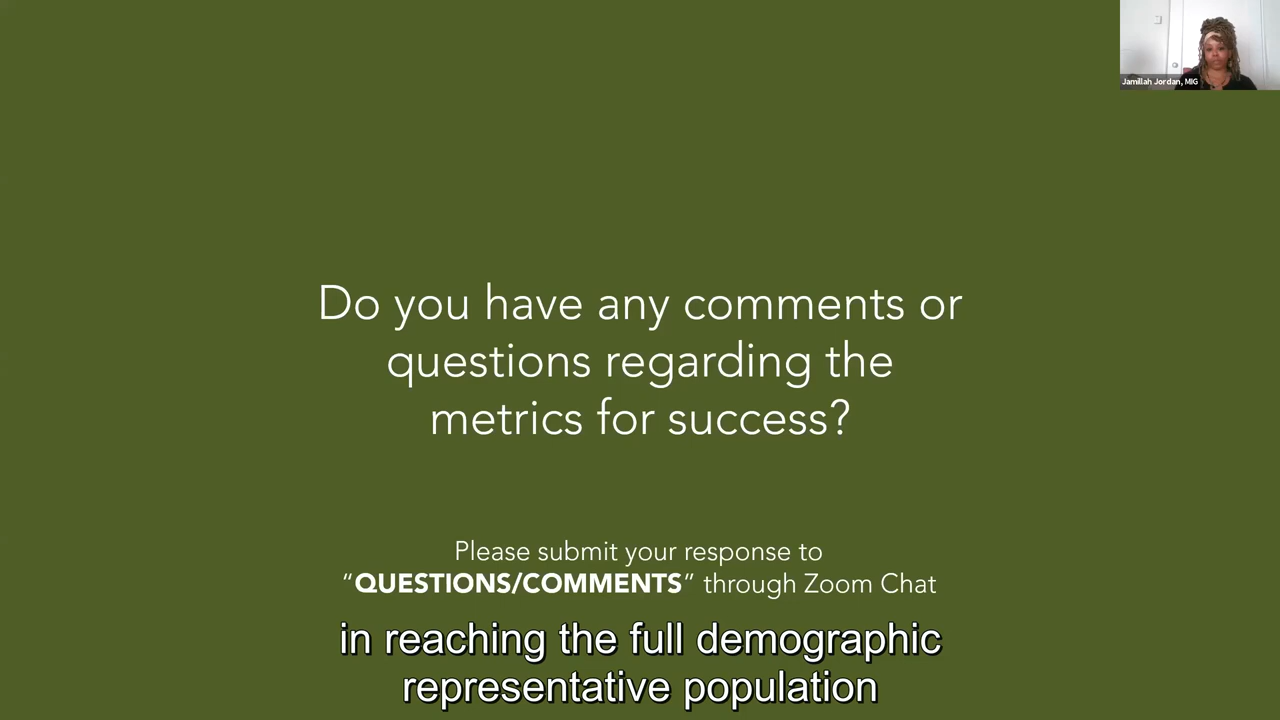 Jamillah Jordan, MIG
Do you have any comments or
questions regarding the
metrics for success?
Please submit your response to
“QUESTIONS/COMMENTS” through Zoom Chat
in reaching the full demographic
representative population